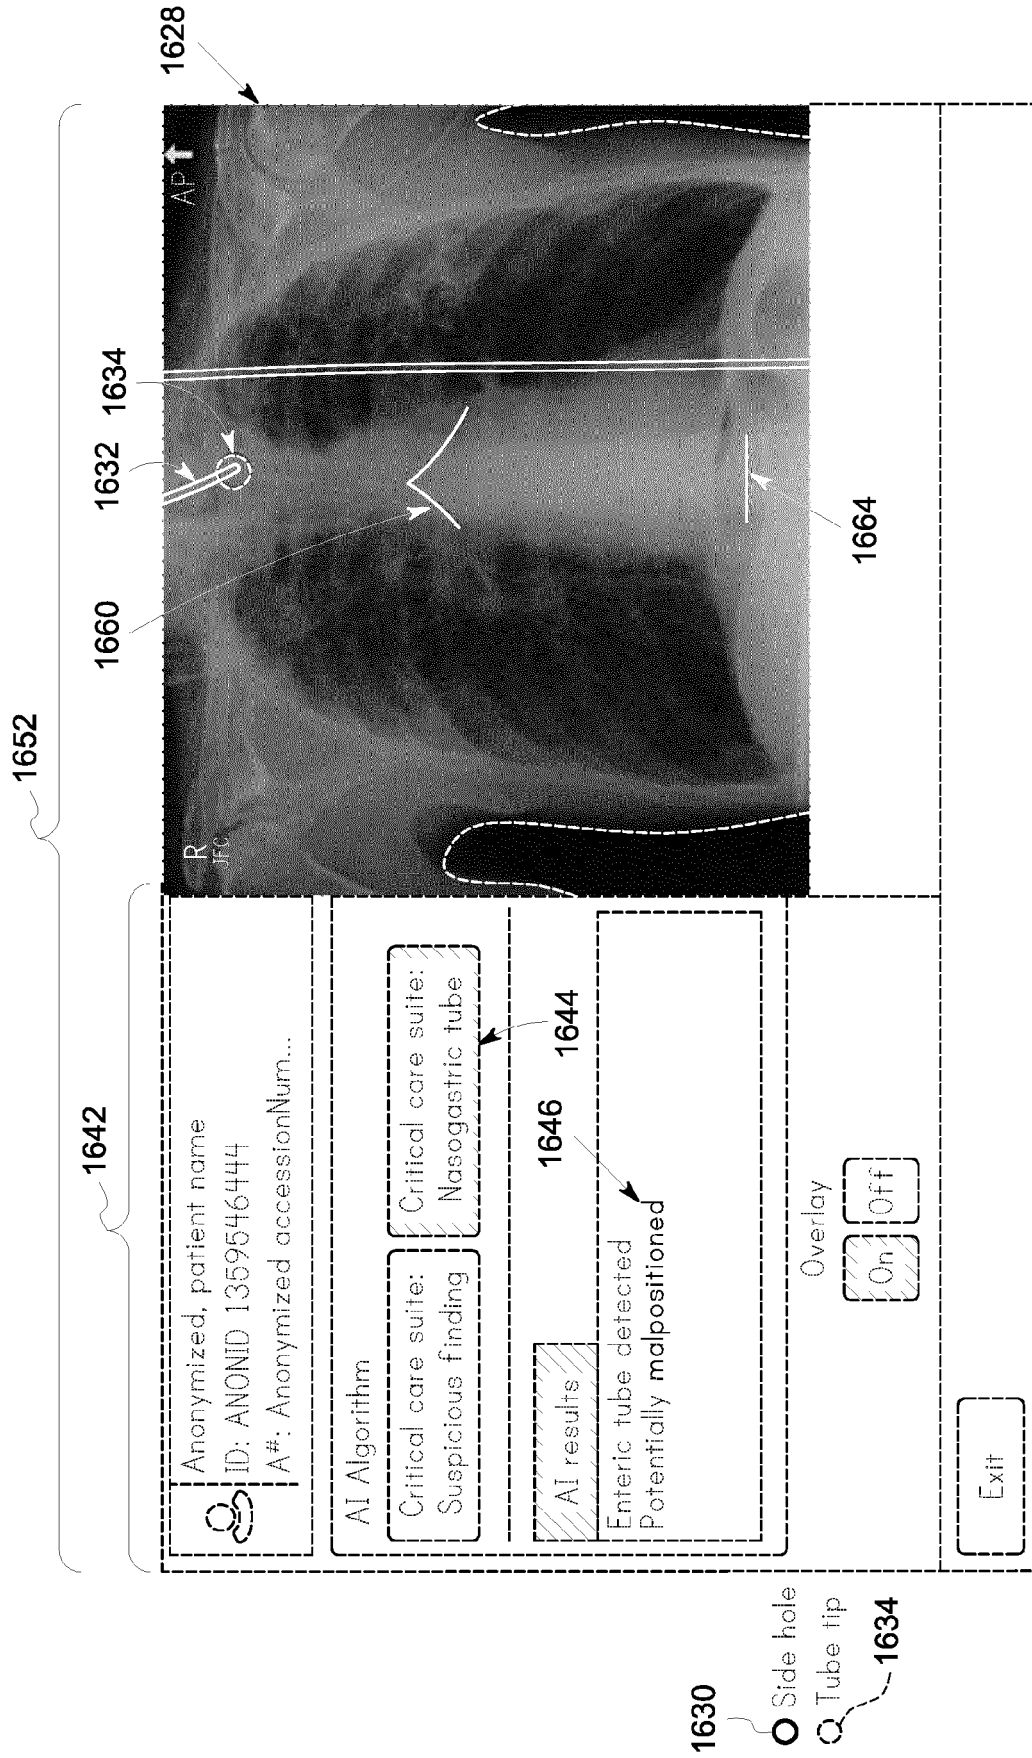 1652
1642
Anonymized, patient name
ID: ANONID 1359546444
A#: Anonymized accessionNum...
AI Algorithm
Critical care suite:
Suspicious finding
Critical care suite:
Nasogastric tube
1644
AI results
1646
Enteric tube detected
Potentially malpositioned
Overlay
On
Off
Exit
R
JFC
AP
1660
1632
1634
1628
1664
1630
Side hole
Tube tip
1634